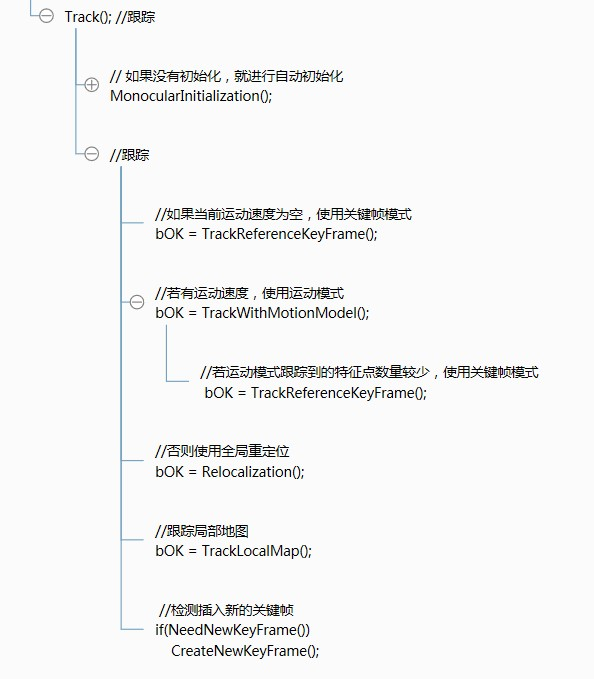 Track(); //跟踪
// 如果没有初始化，就进行自动初始化
MonocularInitialization();
//跟踪
//如果当前运动速度为空，使用关键帧模式
bOK = TrackReferenceKeyFrame();
//若有运动速度，使用运动模式
bOK = TrackWithMotionModel();
//若运动模式跟踪到的特征点数量较少，使用关键帧模式
bOK = TrackReferenceKeyFrame();
//否则使用全局重定位
bOK = Relocalization();
//跟踪局部地图
bOK = TrackLocalMap();
//检测插入新的关键帧
if(NeedNewKeyFrame())
CreateNewKeyFrame();